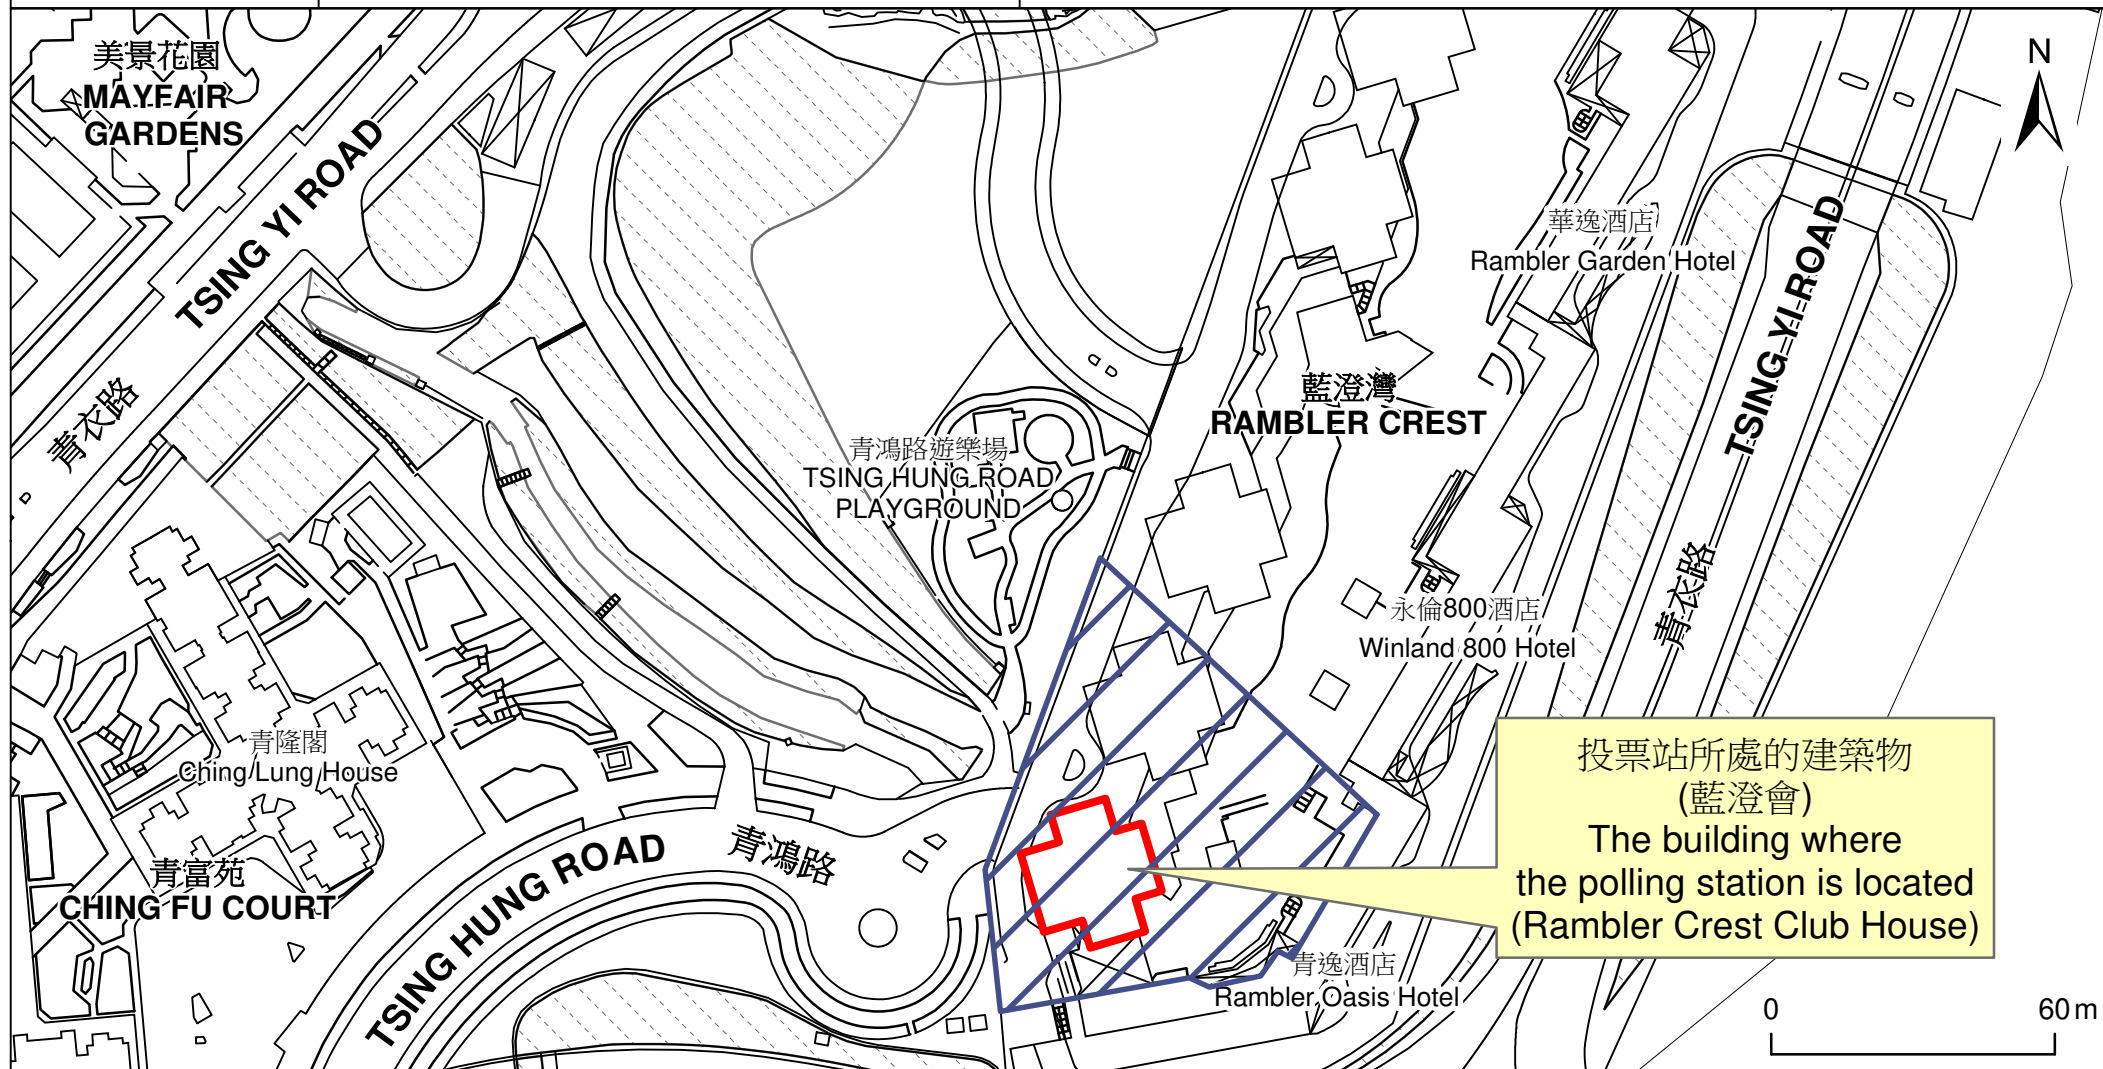 美景花園
MAYFAIR
GARDENS
TSING YI ROAD
青衣路
N
華逸酒店
Rambler Garden Hotel
TSING YI ROAD
青衣路
藍澄灣
RAMBLER CREST
青鴻路遊樂場
TSING HUNG ROAD
PLAYGROUND
永倫800酒店
Winland 800 Hotel
青隆閣
Ching Lung House
青富苑
CHING FU COURT
TSING HUNG ROAD
青鴻路
投票站所處的建築物
(藍澄會)
The building where
the polling station is located
(Rambler Crest Club House)
青逸酒店
Rambler Oasis Hotel
0 60 m